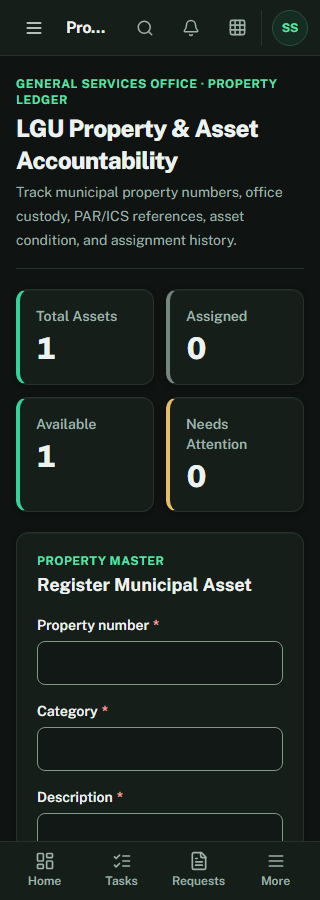 Pro...
SS
GENERAL SERVICES OFFICE · PROPERTY
LEDGER
LGU Property & Asset
Accountability
Track municipal property numbers, office
custody, PAR/ICS references, asset
condition, and assignment history.
Total Assets
1
Assigned
0
Available
1
Needs
Attention
0
PROPERTY MASTER
Register Municipal Asset
Property number *
Category *
Description *
Home
Tasks
Requests
More